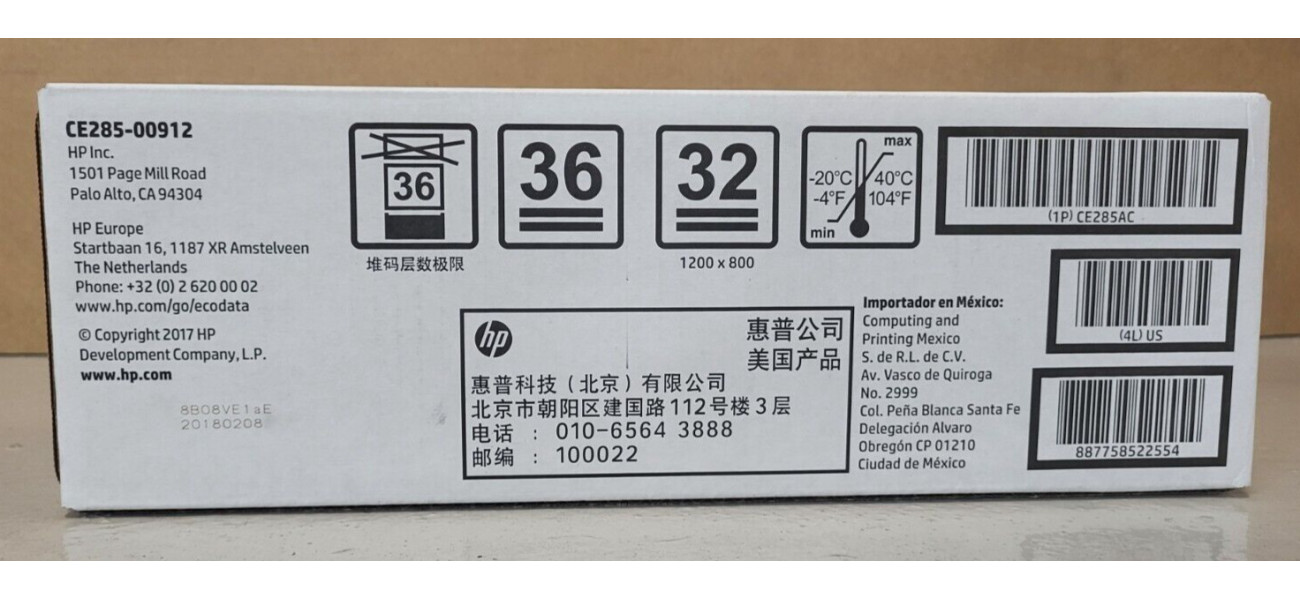 CE285-00912
HP Inc.
1501 Page Mill Road
Palo Alto, CA 94304
HP Europe
Startbaan 16, 1187 XR Amstelveen
The Netherlands
Phone: +32 (0) 2 620 00 02
www.hp.com/go/ecodata
© Copyright 2017 HP
Development Company, L.P.
www.hp.com
8B08VE1aE
20180208
36
堆码层数极限
36
32
1200 x 800
max
-20°C 40°C
-4°F 104°F
min
(1P) CE285AC
(4L) US
887758522554
hp
惠普公司
美国产品
惠普科技（北京）有限公司
北京市朝阳区建国路112号楼3层
电话 : 010-6564 3888
邮编 : 100022
Importador en México:
Computing and
Printing Mexico
S. de R.L. de C.V.
Av. Vasco de Quiroga
No. 2999
Col. Peña Blanca Santa Fe
Delegación Alvaro
Obregón CP 01210
Ciudad de México